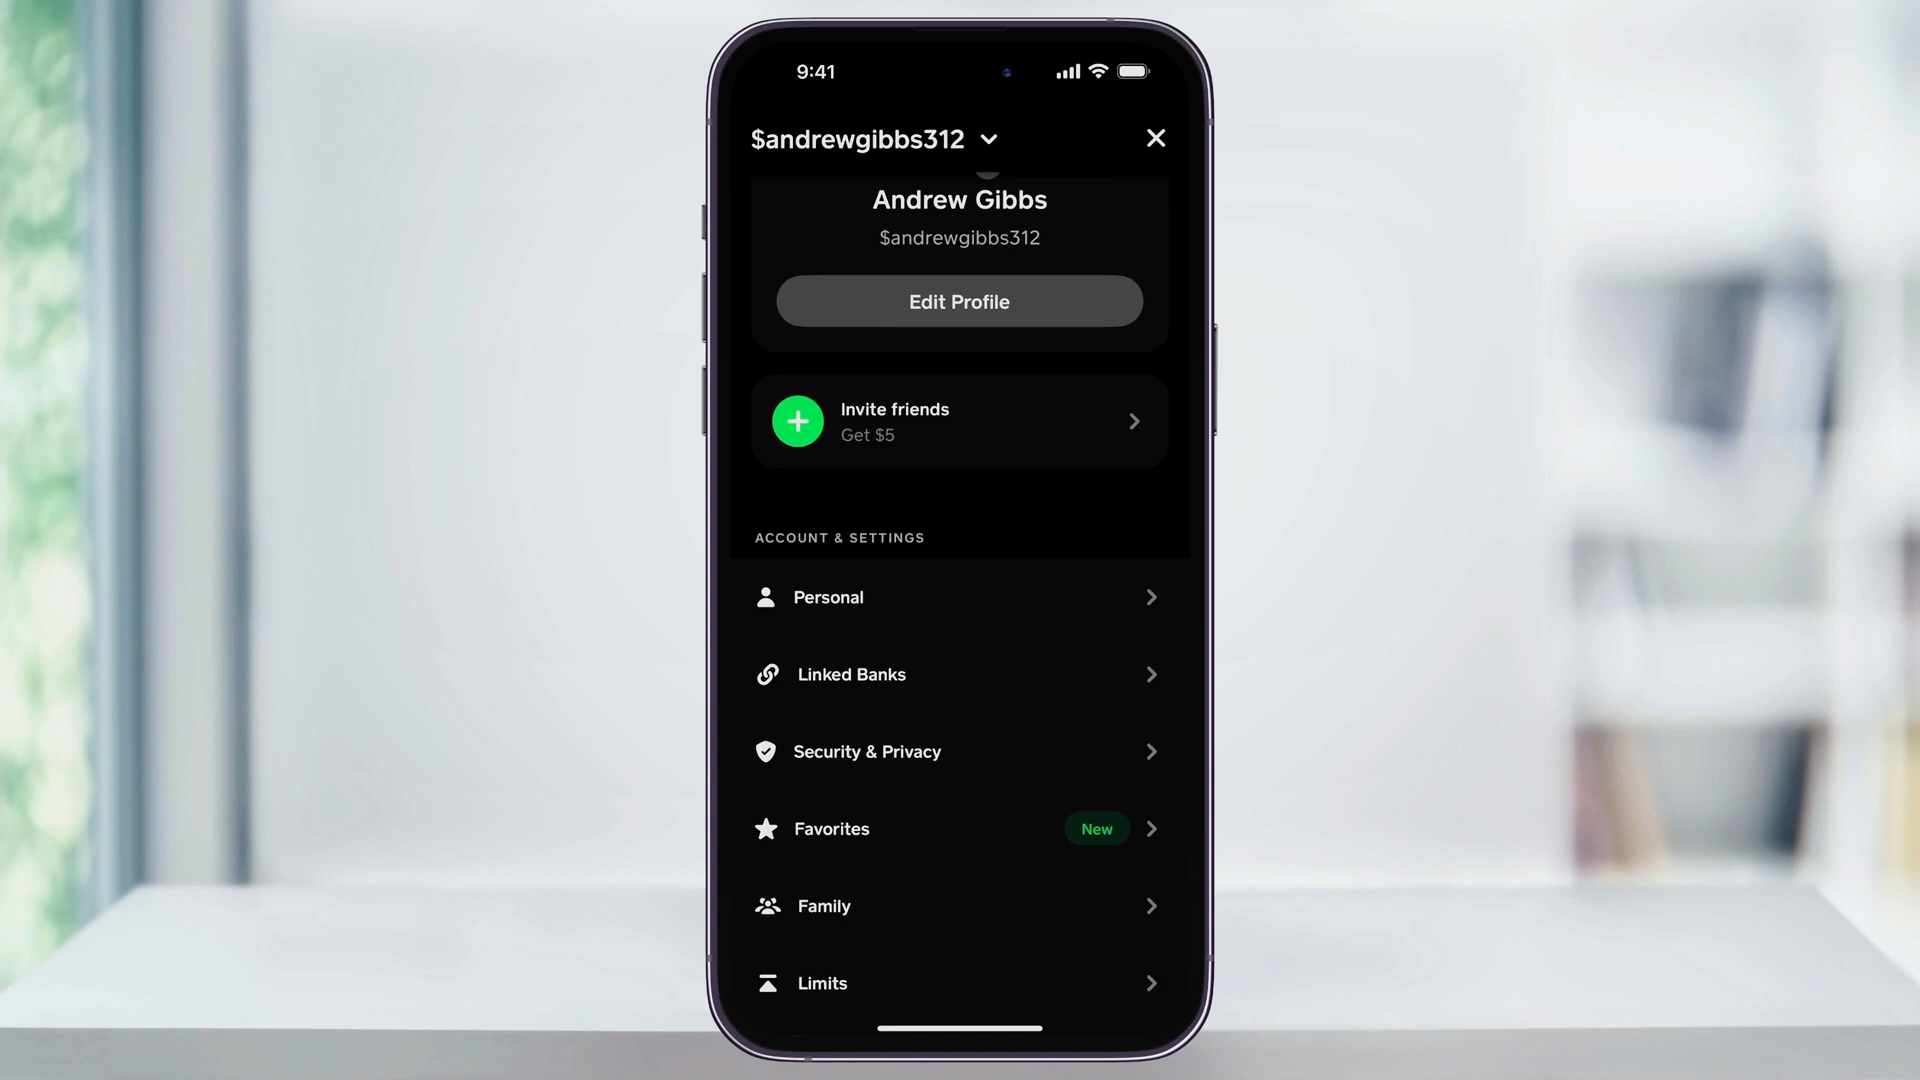 9:41
$andrewgibbs312
Andrew Gibbs
$andrewgibbs312
Edit Profile
Invite friends
Get $5
ACCOUNT & SETTINGS
Personal
Linked Banks
Security & Privacy
Favorites New
Family
Limits